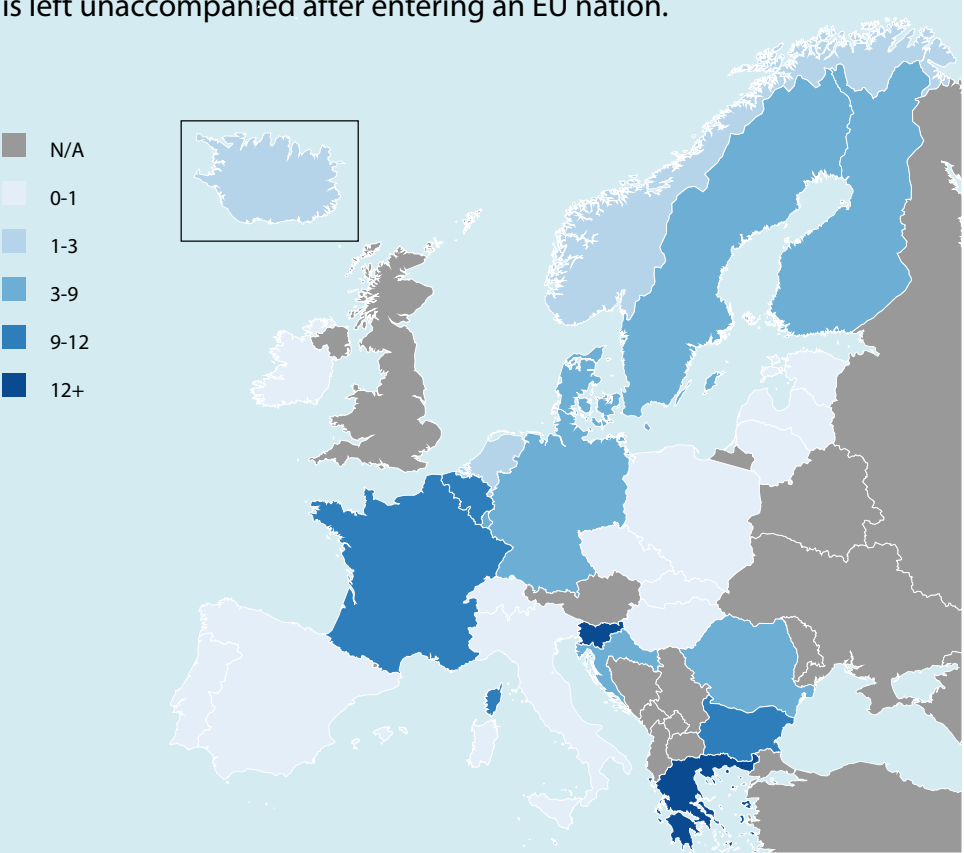 is left unaccompanied after entering an EU nation.
N/A
0-1
1-3
3-9
9-12
12+